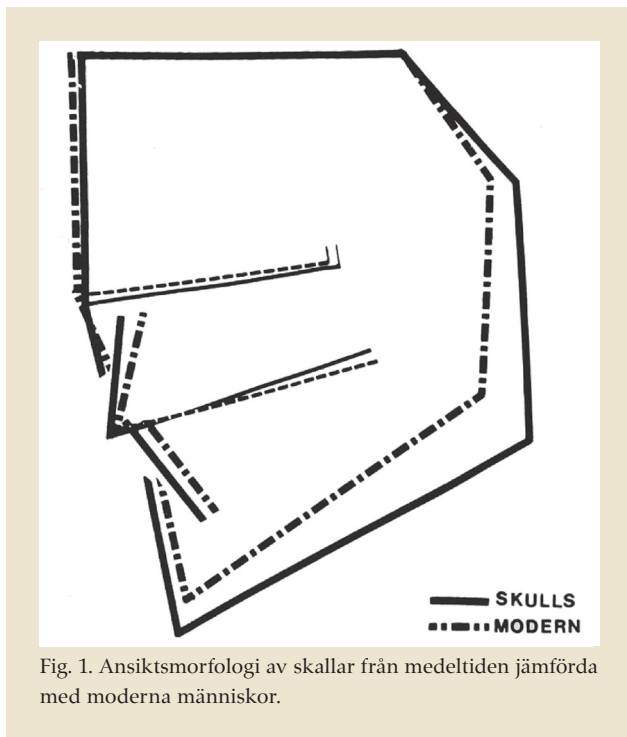 SKULLS
MODERN
Fig. 1. Ansiktsmorfologi av skallar från medeltiden jämförda
med moderna människor.